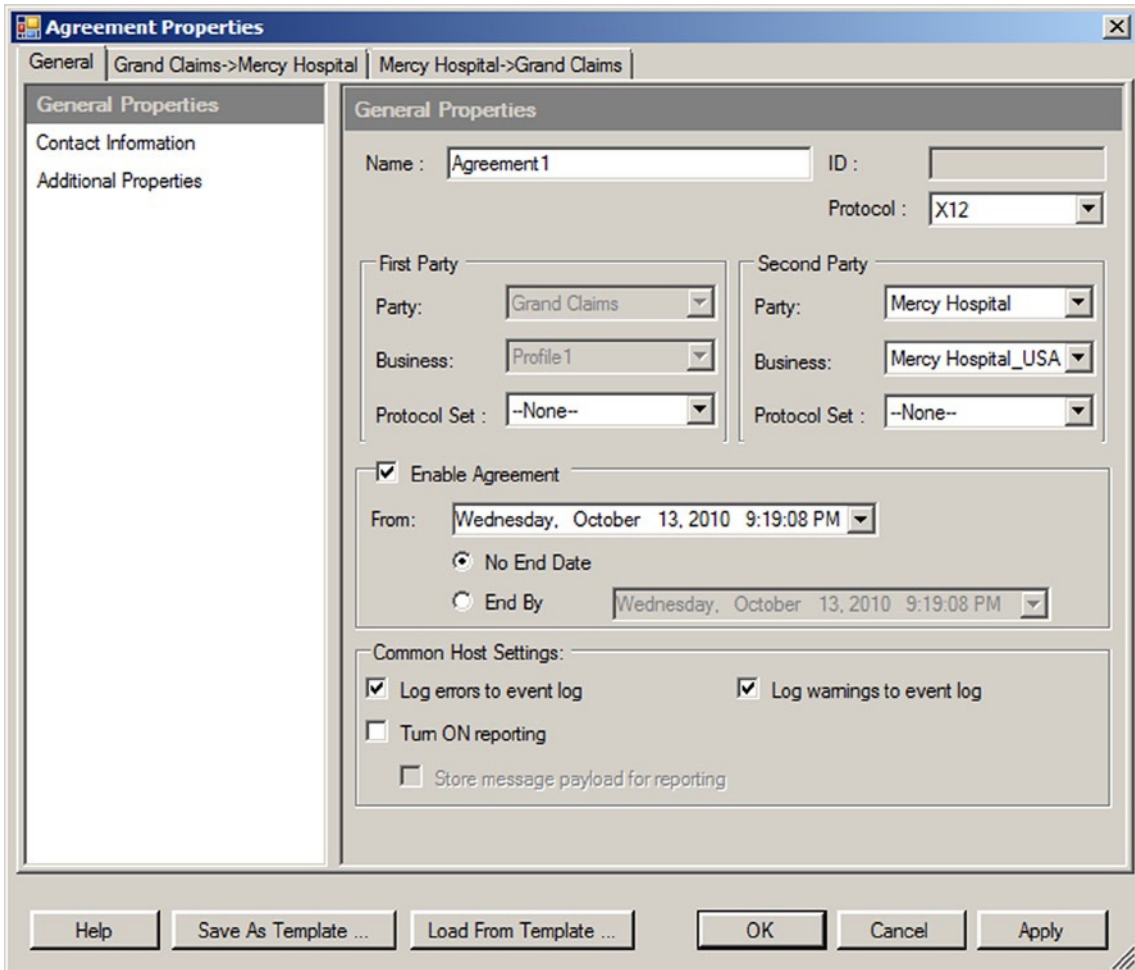 Agreement Properties
General
Grand Claims->Mercy Hospital
Mercy Hospital->Grand Claims
General Properties
Contact Information
Additional Properties
General Properties
Name :
Agreement1
ID :
Protocol :
X12
First Party
Party:
Grand Claims
Business:
Profile1
Protocol Set :
--None--
Second Party
Party:
Mercy Hospital
Business:
Mercy Hospital_USA
Protocol Set :
--None--
Enable Agreement
From:
Wednesday, October 13, 2010 9:19:08 PM
No End Date
End By
Wednesday, October 13, 2010 9:19:08 PM
Common Host Settings:
Log errors to event log
Log warnings to event log
Turn ON reporting
Store message payload for reporting
Help
Save As Template ...
Load From Template ...
OK
Cancel
Apply